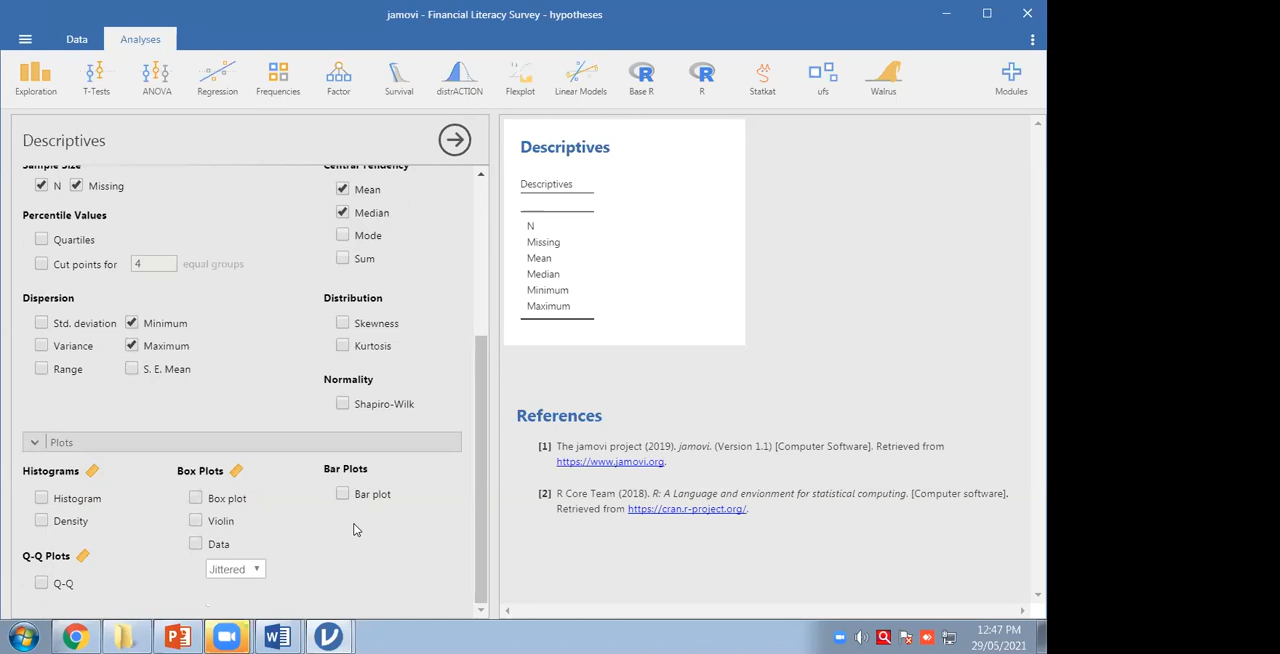 jamovi - Financial Literacy Survey - hypotheses
Data Analyses
Exploration T-Tests ANOVA Regression Frequencies Factor Survival distrACTION Flexplot Linear Models Base R R Statkat ufs Walrus Modules
Descriptives
Sample Size
N Missing
Percentile Values
Quartiles
Cut points for 4 equal groups
Central Tendency
Mean
Median
Mode
Sum
Dispersion
Std. deviation Minimum
Variance Maximum
Range S. E. Mean
Distribution
Skewness
Kurtosis
Normality
Shapiro-Wilk
Plots
Histograms
Histogram
Density
Q-Q Plots
Q-Q
Box Plots
Box plot
Violin
Data
Jittered
Bar Plots
Bar plot
Descriptives
Descriptives
N
Missing
Mean
Median
Minimum
Maximum
References
[1] The jamovi project (2019). jamovi. (Version 1.1) [Computer Software]. Retrieved from
https://www.jamovi.org.
[2] R Core Team (2018). R: A Language and envionment for statistical computing. [Computer software].
Retrieved from https://cran.r-project.org/.
12:47 PM
29/05/2021